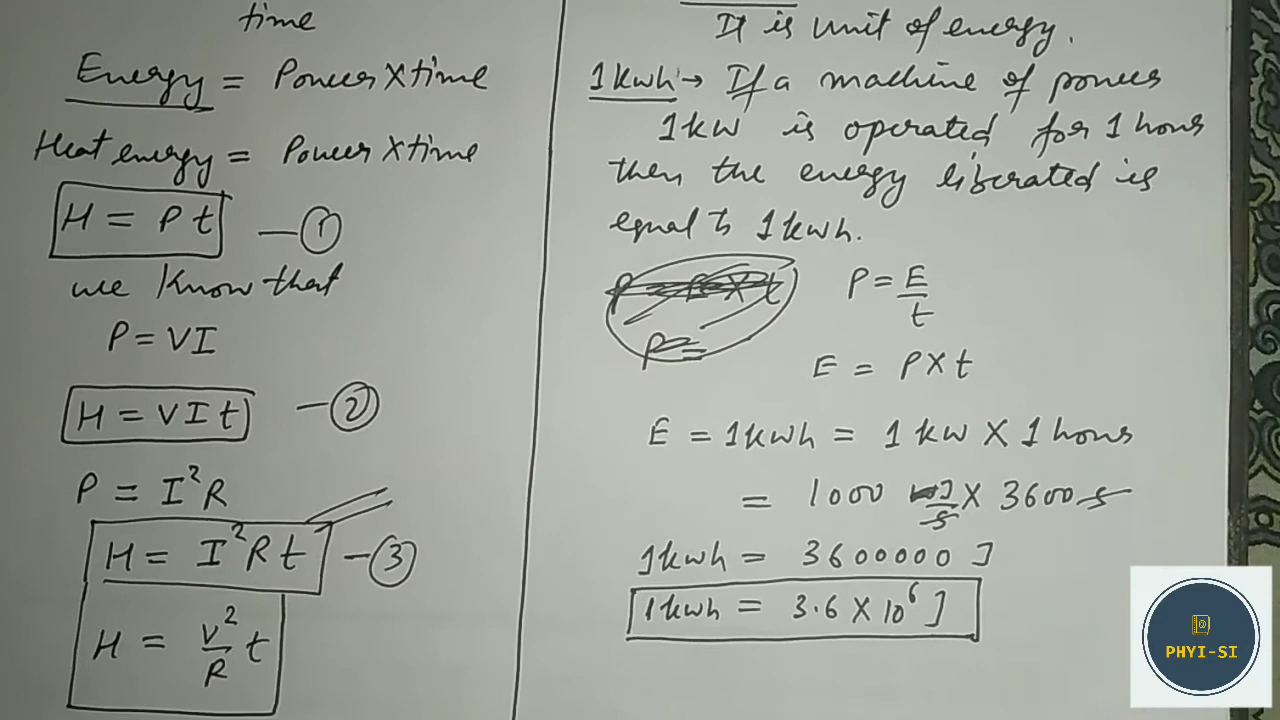 time
Energy = Power X time
Heat energy = Power X time
H = Pt — 1
we Know that
P = VI
H = VIt — 2
P = I²R
H = I²Rt — 3
H = V²/R t
It is unit of energy.
1kwh → If a machine of power
1kW is operated for 1 hours
then the energy liberated is
equal to 1kwh.
P = E X t
P =
P = E/t
E = P X t
E = 1kwh = 1 kW X 1 hours
= 1000 J/s X 3600 s
1kwh = 3600000 J
1kwh = 3.6 X 10⁶ J
PHYI-SI